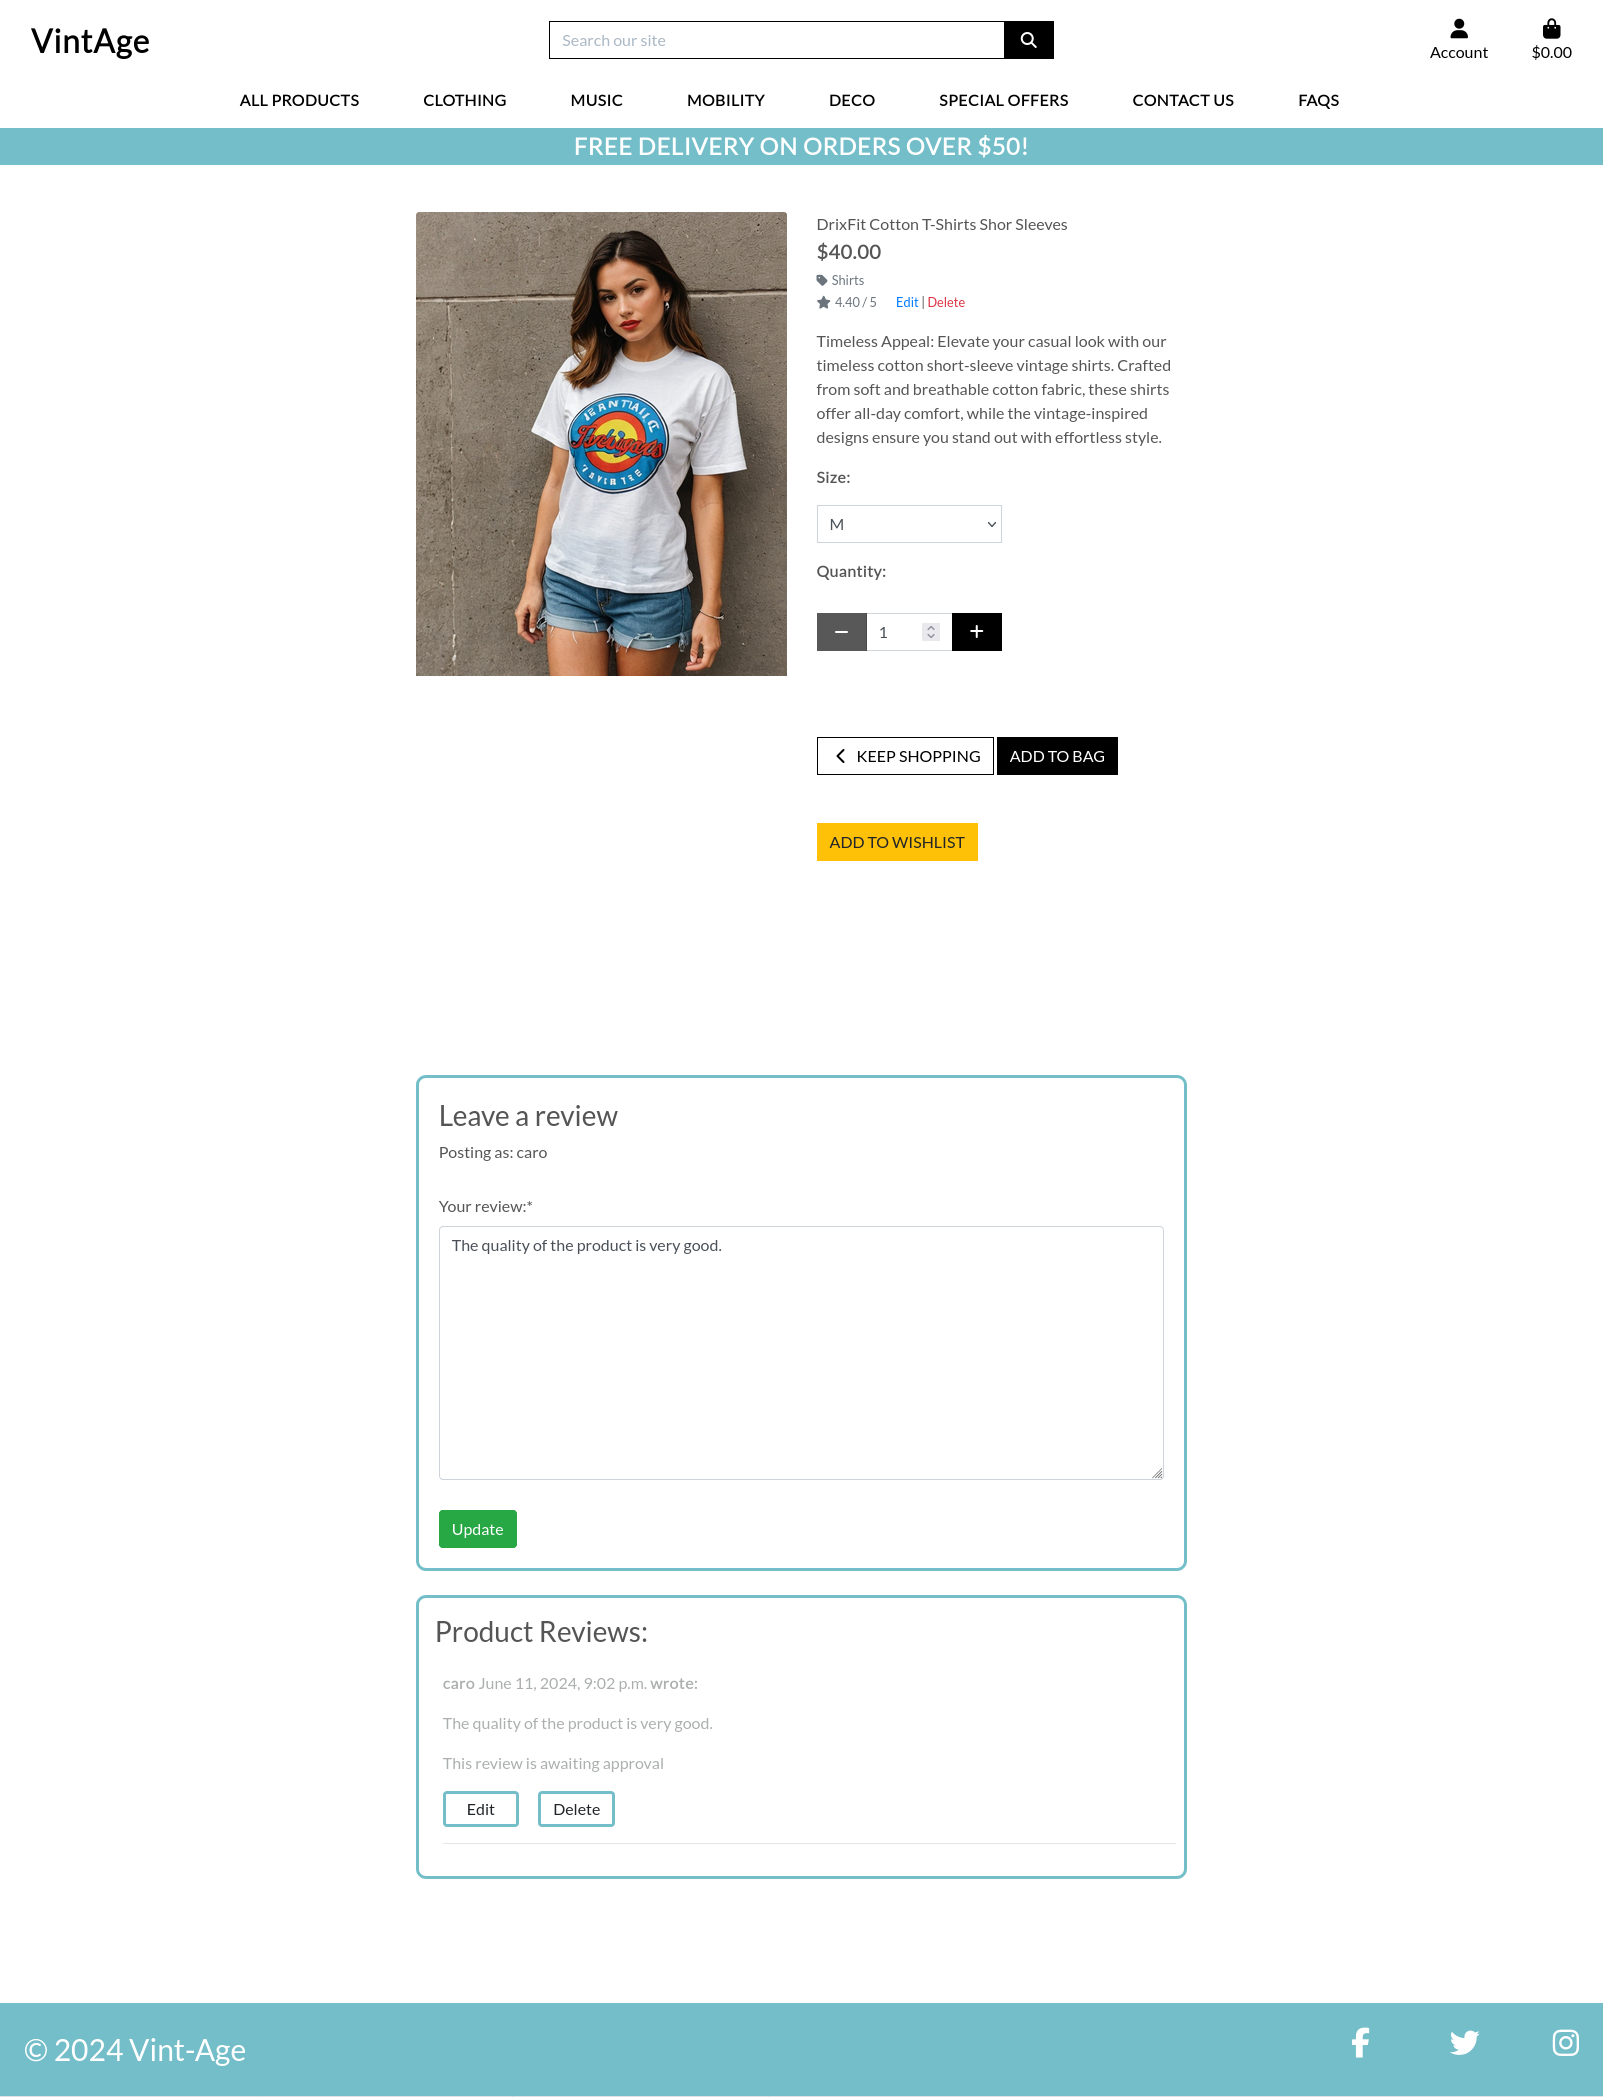 VintAge
Search our site
Account
$0.00
ALL PRODUCTS
CLOTHING
MUSIC
MOBILITY
DECO
SPECIAL OFFERS
CONTACT US
FAQS
FREE DELIVERY ON ORDERS OVER $50!
DrixFit Cotton T-Shirts Shor Sleeves
$40.00
Shirts
4.40 / 5 Edit | Delete
Timeless Appeal: Elevate your casual look with our
timeless cotton short-sleeve vintage shirts. Crafted
from soft and breathable cotton fabric, these shirts
offer all-day comfort, while the vintage-inspired
designs ensure you stand out with effortless style.
Size:
M
Quantity:
1
KEEP SHOPPING
ADD TO BAG
ADD TO WISHLIST
Leave a review
Posting as: caro
Your review:*
The quality of the product is very good.
Update
Product Reviews:
caro June 11, 2024, 9:02 p.m. wrote:
The quality of the product is very good.
This review is awaiting approval
Edit
Delete
© 2024 Vint-Age